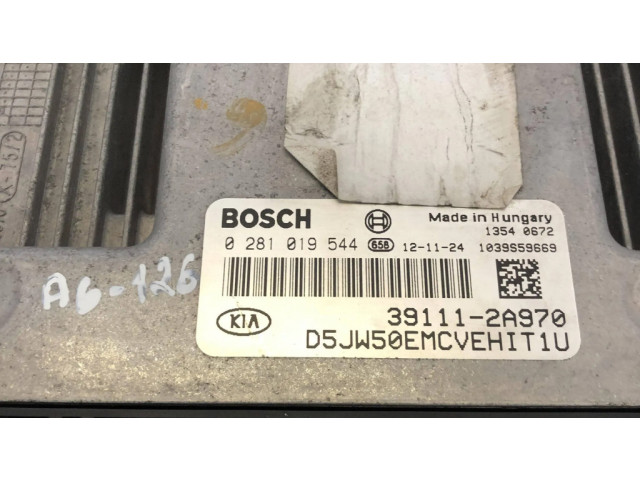 BOSCH
Made in Hungary
1354 0672
0 281 019 544 658 12-11-24 1039S59669
KIA
39111-2A970
D5JW50EMCVEHIT1U
A6-126